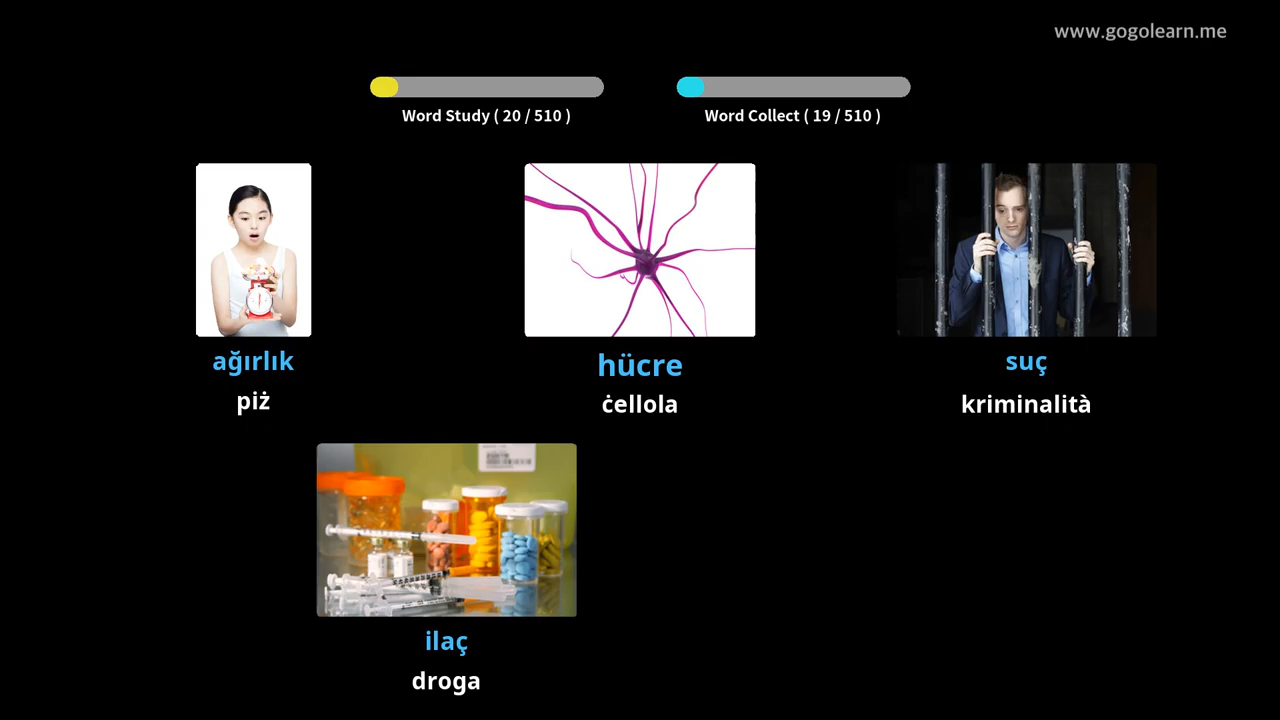 www.gogolearn.me
Word Study ( 20 / 510 )
Word Collect ( 19 / 510 )
ağırlık
piż
hücre
ċellola
suç
kriminalità
ilaç
droga